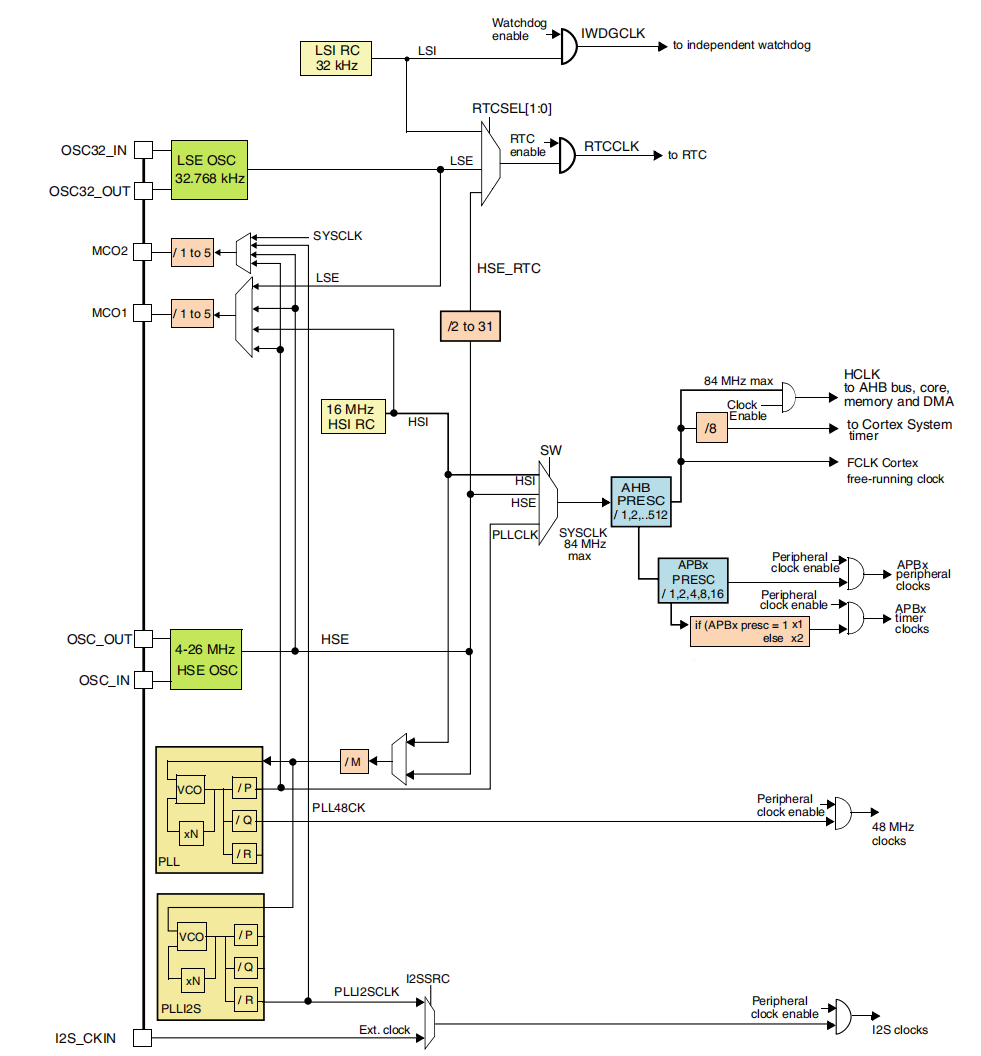 Watchdog
enable
IWDGCLK
to independent watchdog
LSI RC
32 kHz
LSI
RTCSEL[1:0]
RTC
enable
RTCCLK
to RTC
OSC32_IN
OSC32_OUT
LSE OSC
32.768 kHz
LSE
SYSCLK
MCO2
/ 1 to 5
LSE
HSE_RTC
MCO1
/ 1 to 5
/2 to 31
16 MHz
HSI RC
HSI
84 MHz max
Clock
Enable
HCLK
to AHB bus, core,
memory and DMA
/8
to Cortex System
timer
FCLK Cortex
free-running clock
SW
HSI
HSE
PLLCLK
SYSCLK
84 MHz
max
AHB
PRESC
/ 1,2,..512
APBx
PRESC
/ 1,2,4,8,16
Peripheral
clock enable
APBx
peripheral
clocks
Peripheral
clock enable
APBx
timer
clocks
if (APBx presc = 1 x1
else x2
OSC_OUT
OSC_IN
4-26 MHz
HSE OSC
HSE
/ M
VCO
xN
/ P
/ Q
/ R
PLL
PLL48CK
Peripheral
clock enable
48 MHz
clocks
VCO
xN
/ P
/ Q
/ R
PLLI2S
I2SSRC
PLLI2SCLK
Ext. clock
I2S_CKIN
Peripheral
clock enable
I2S clocks